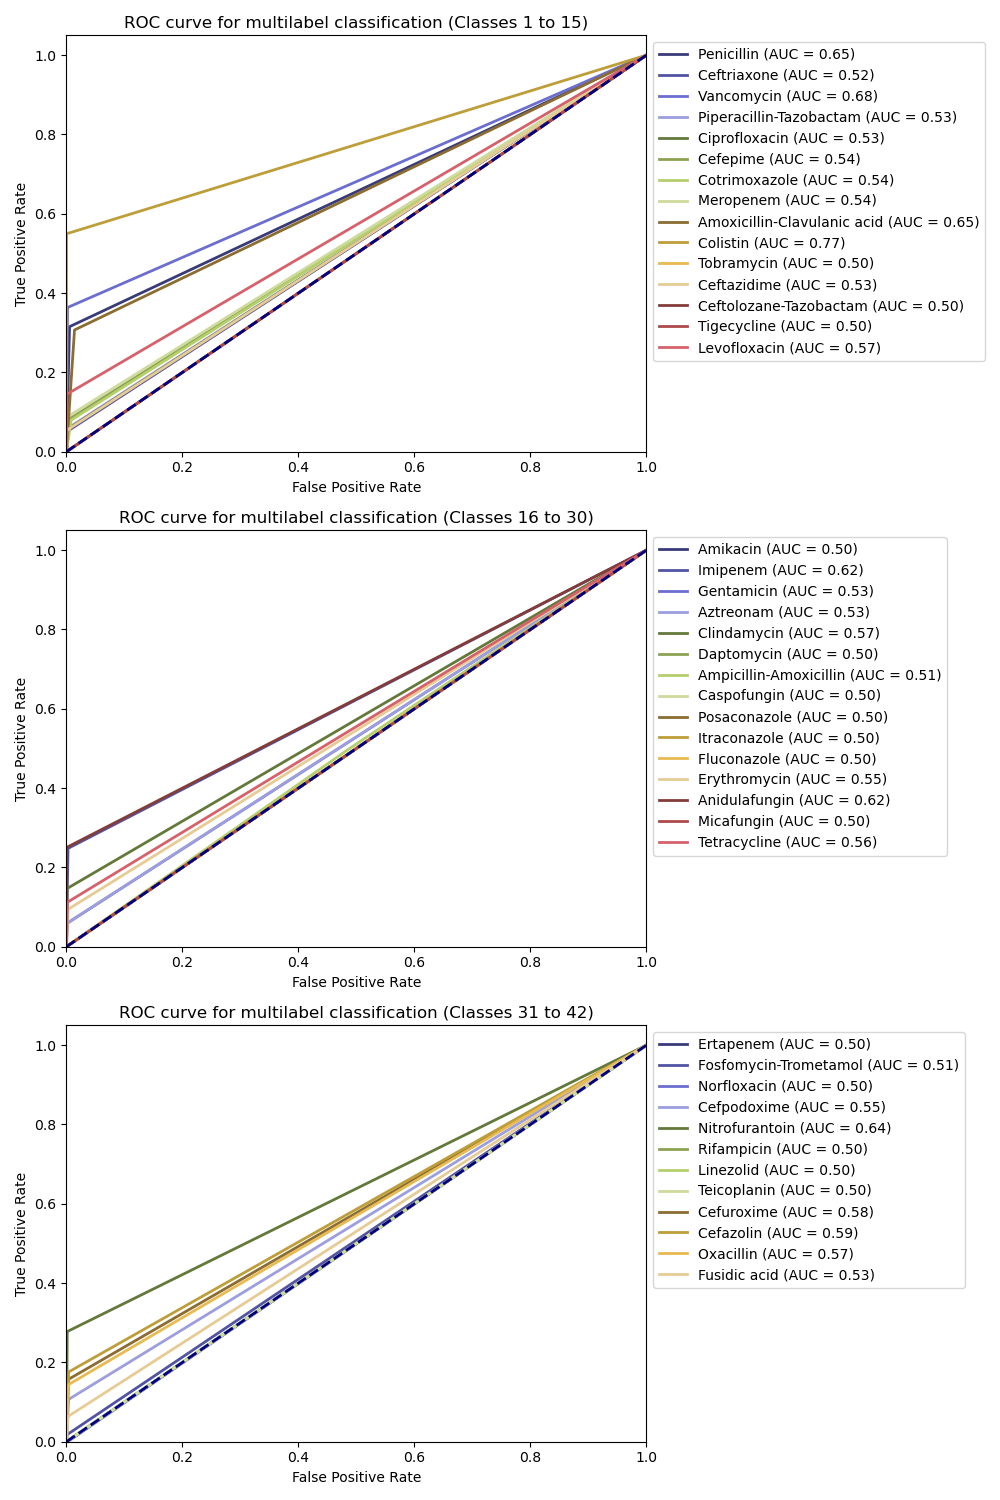 ROC curve for multilabel classification (Classes 1 to 15)
True Positive Rate
1.0
0.8
0.6
0.4
0.2
0.0
0.0 0.2 0.4 0.6 0.8 1.0
False Positive Rate
Penicillin (AUC = 0.65)
Ceftriaxone (AUC = 0.52)
Vancomycin (AUC = 0.68)
Piperacillin-Tazobactam (AUC = 0.53)
Ciprofloxacin (AUC = 0.53)
Cefepime (AUC = 0.54)
Cotrimoxazole (AUC = 0.54)
Meropenem (AUC = 0.54)
Amoxicillin-Clavulanic acid (AUC = 0.65)
Colistin (AUC = 0.77)
Tobramycin (AUC = 0.50)
Ceftazidime (AUC = 0.53)
Ceftolozane-Tazobactam (AUC = 0.50)
Tigecycline (AUC = 0.50)
Levofloxacin (AUC = 0.57)
ROC curve for multilabel classification (Classes 16 to 30)
True Positive Rate
1.0
0.8
0.6
0.4
0.2
0.0
0.0 0.2 0.4 0.6 0.8 1.0
False Positive Rate
Amikacin (AUC = 0.50)
Imipenem (AUC = 0.62)
Gentamicin (AUC = 0.53)
Aztreonam (AUC = 0.53)
Clindamycin (AUC = 0.57)
Daptomycin (AUC = 0.50)
Ampicillin-Amoxicillin (AUC = 0.51)
Caspofungin (AUC = 0.50)
Posaconazole (AUC = 0.50)
Itraconazole (AUC = 0.50)
Fluconazole (AUC = 0.50)
Erythromycin (AUC = 0.55)
Anidulafungin (AUC = 0.62)
Micafungin (AUC = 0.50)
Tetracycline (AUC = 0.56)
ROC curve for multilabel classification (Classes 31 to 42)
True Positive Rate
1.0
0.8
0.6
0.4
0.2
0.0
0.0 0.2 0.4 0.6 0.8 1.0
False Positive Rate
Ertapenem (AUC = 0.50)
Fosfomycin-Trometamol (AUC = 0.51)
Norfloxacin (AUC = 0.50)
Cefpodoxime (AUC = 0.55)
Nitrofurantoin (AUC = 0.64)
Rifampicin (AUC = 0.50)
Linezolid (AUC = 0.50)
Teicoplanin (AUC = 0.50)
Cefuroxime (AUC = 0.58)
Cefazolin (AUC = 0.59)
Oxacillin (AUC = 0.57)
Fusidic acid (AUC = 0.53)